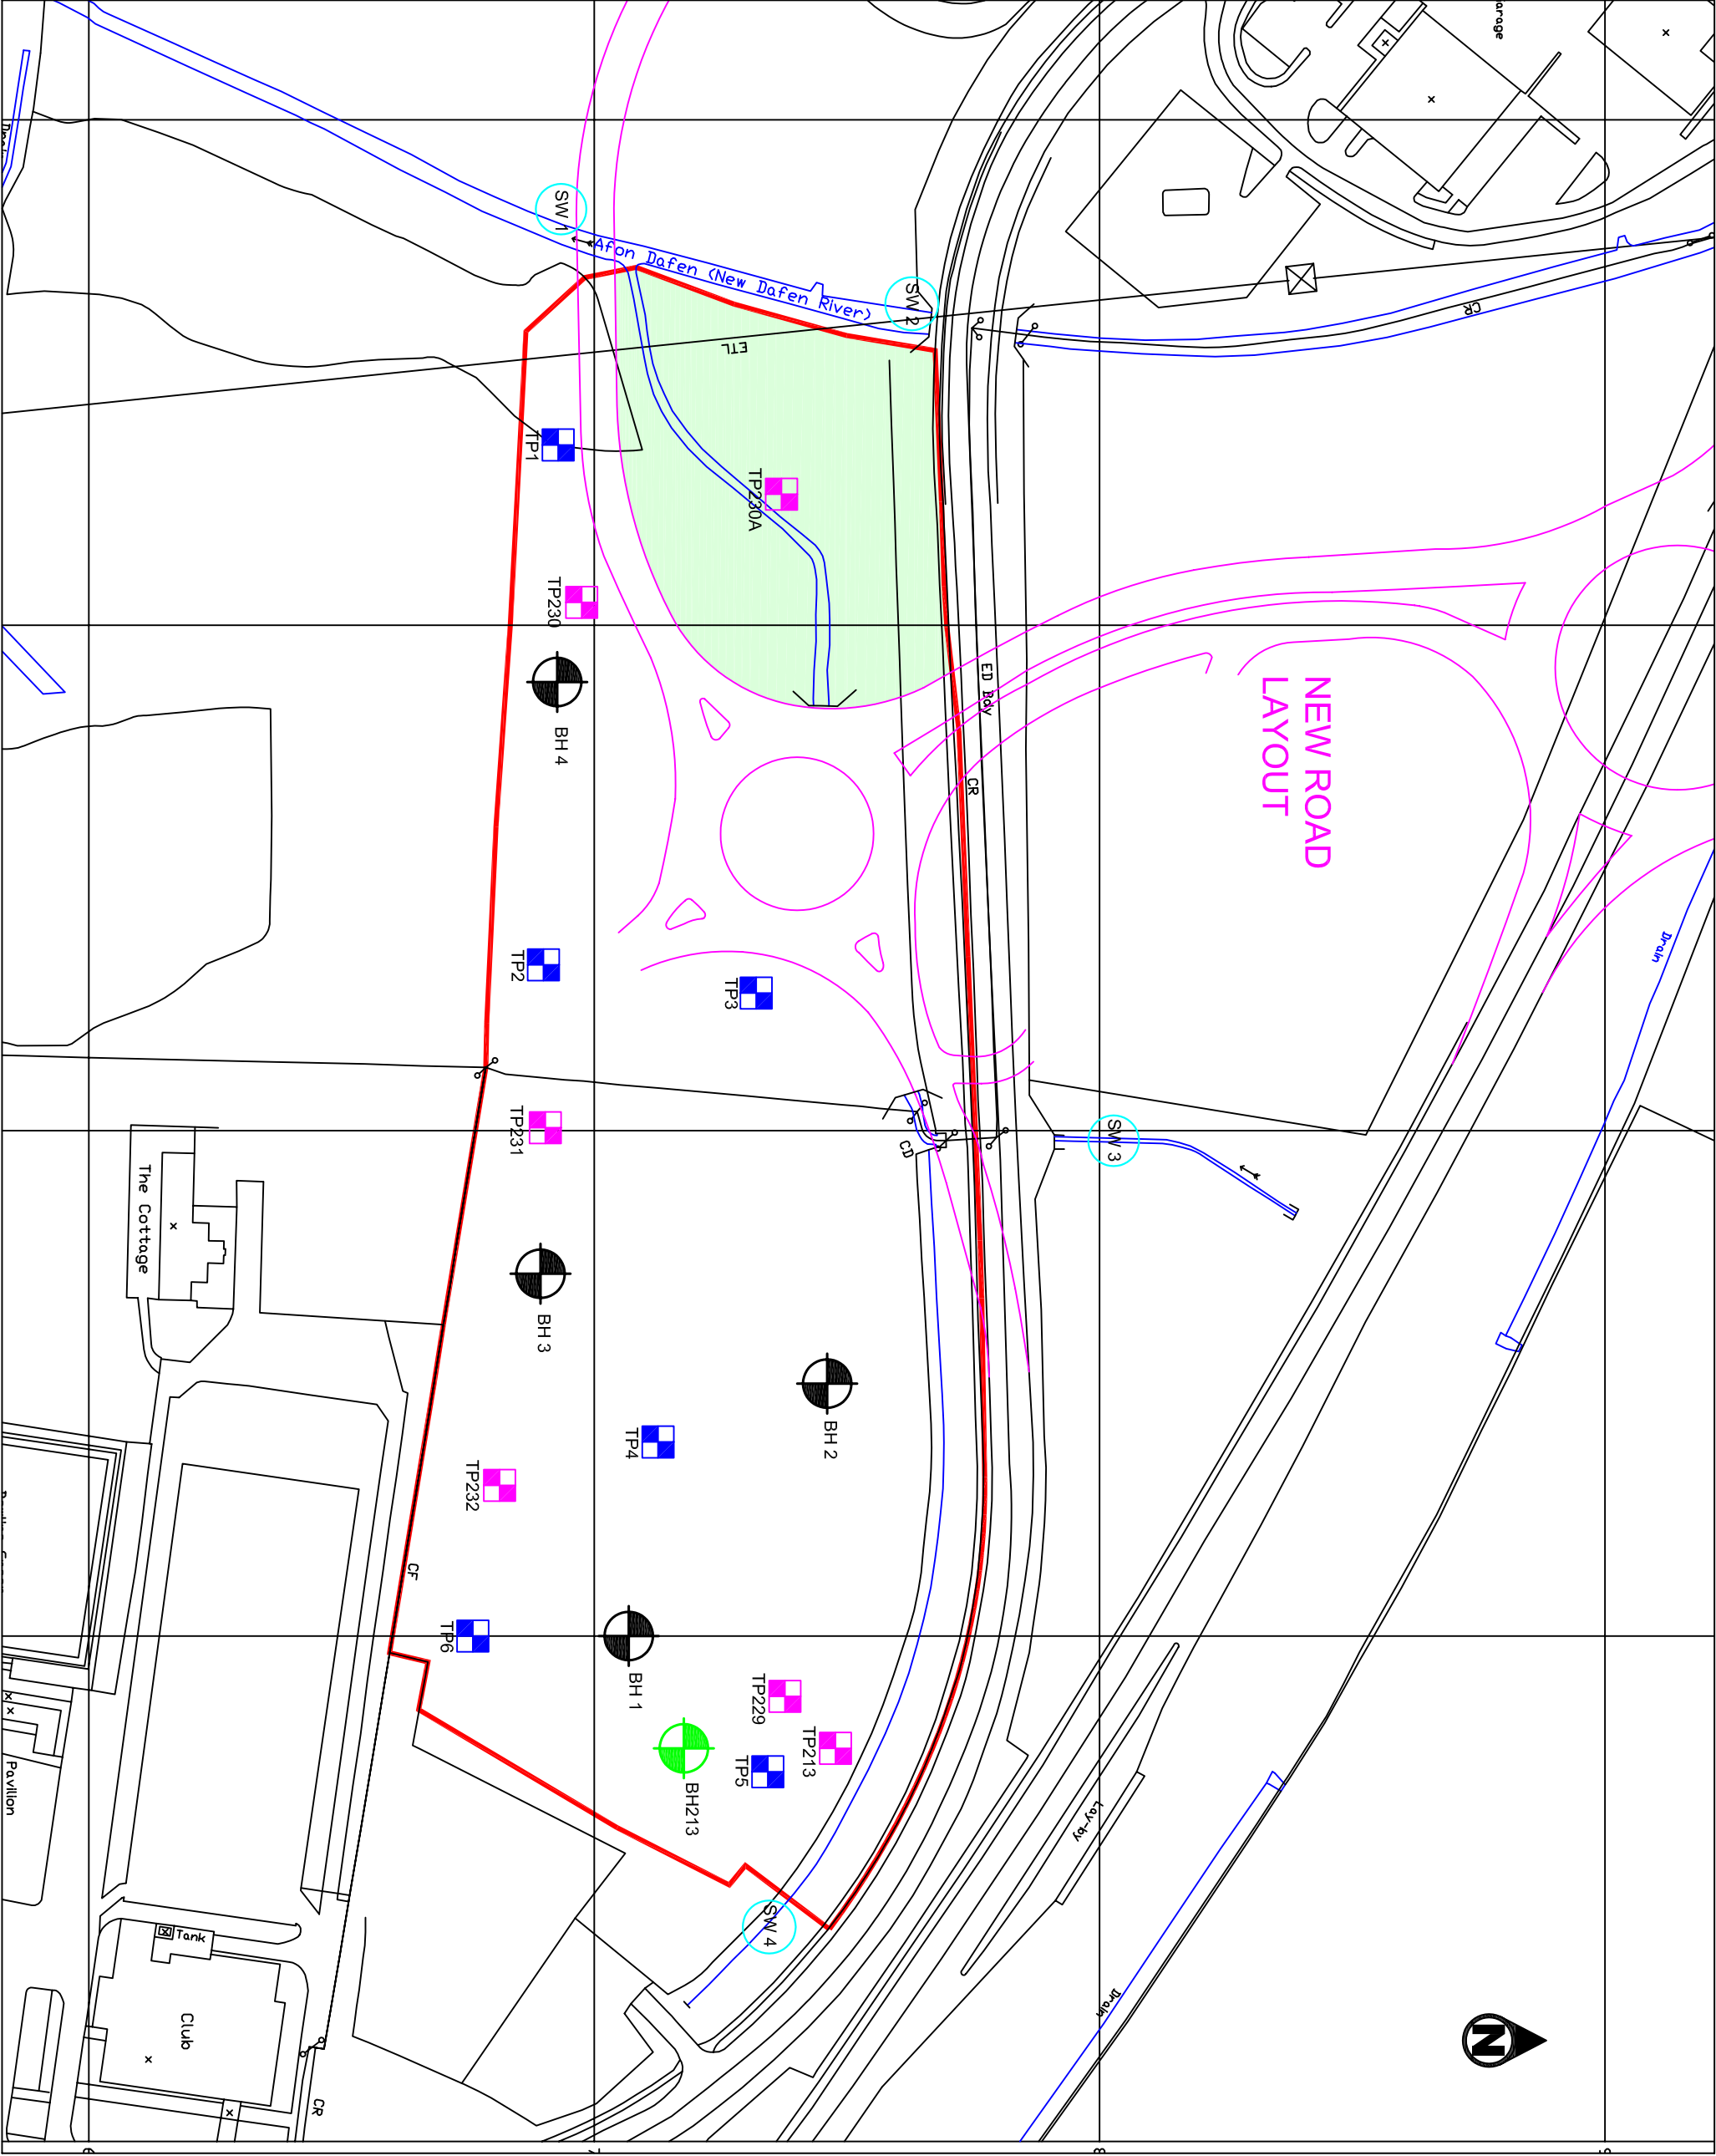 SW 1
Afon Dafen (New Dafen River)
SW 2
CR
ETL
TP1
TP230A
TP230
BH 4
ED Bdy
CR
NEW ROAD
LAYOUT
Drain
TP2
TP3
TP231
CD
SW 3
The Cottage
BH 3
BH 2
TP4
TP232
CF
TP6
BH 1
TP229
TP213
BH213
TP5
Lay-by
Pavilion
SW 4
Tank
Club
Drain
CR
N
7
8